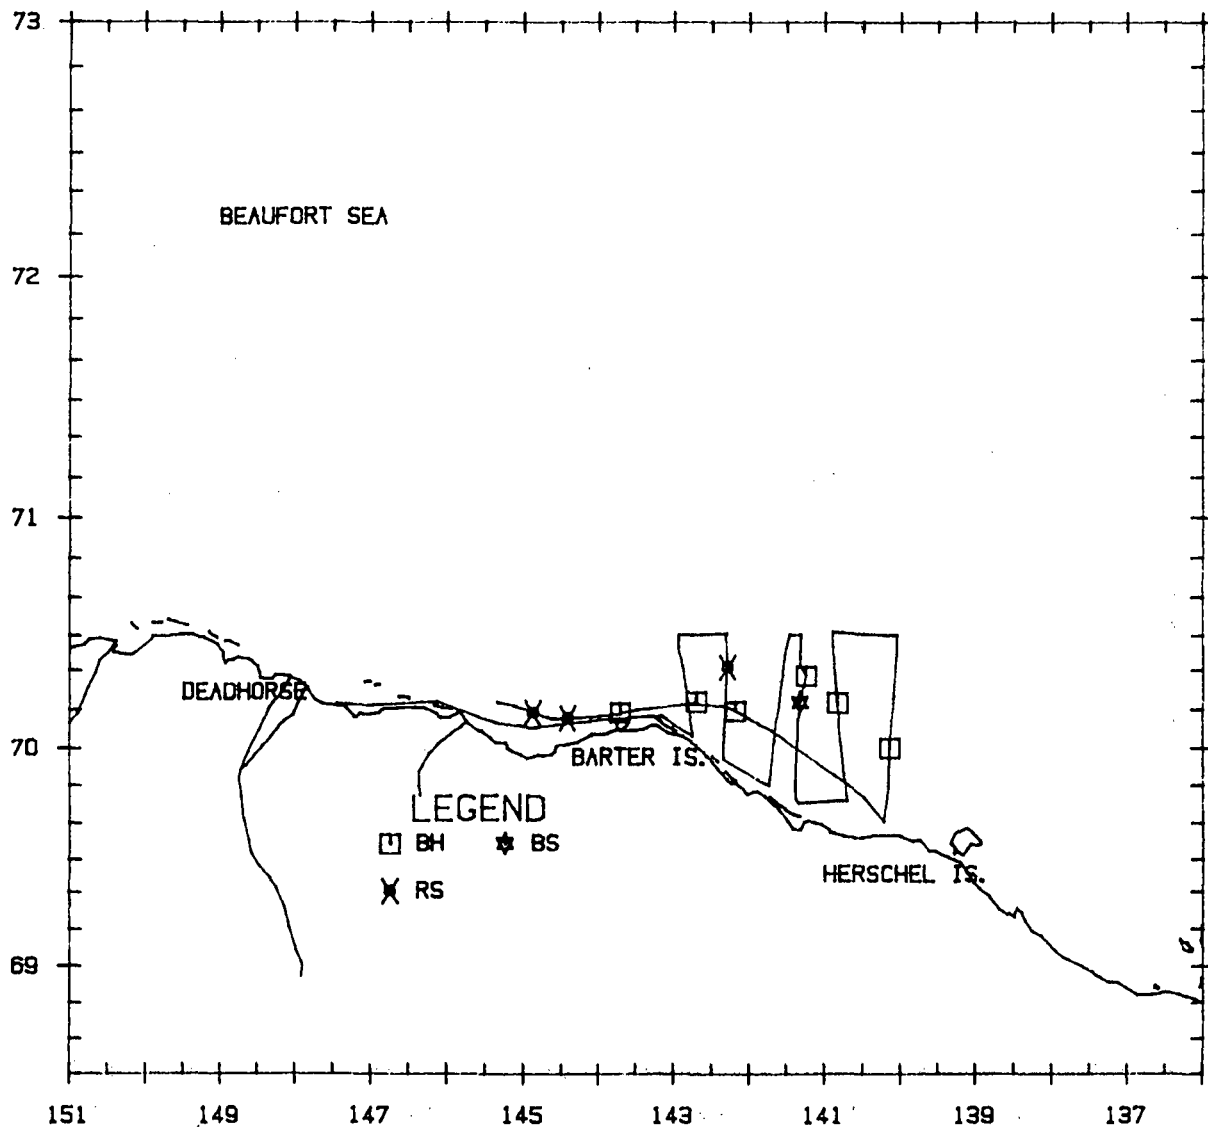 73
BEAUFORT SEA
72
71
DEADHORSE
70
BARTER IS.
LEGEND
BH BS
HERSCHEL IS.
RS
69
151 149 147 145 143 141 139 137